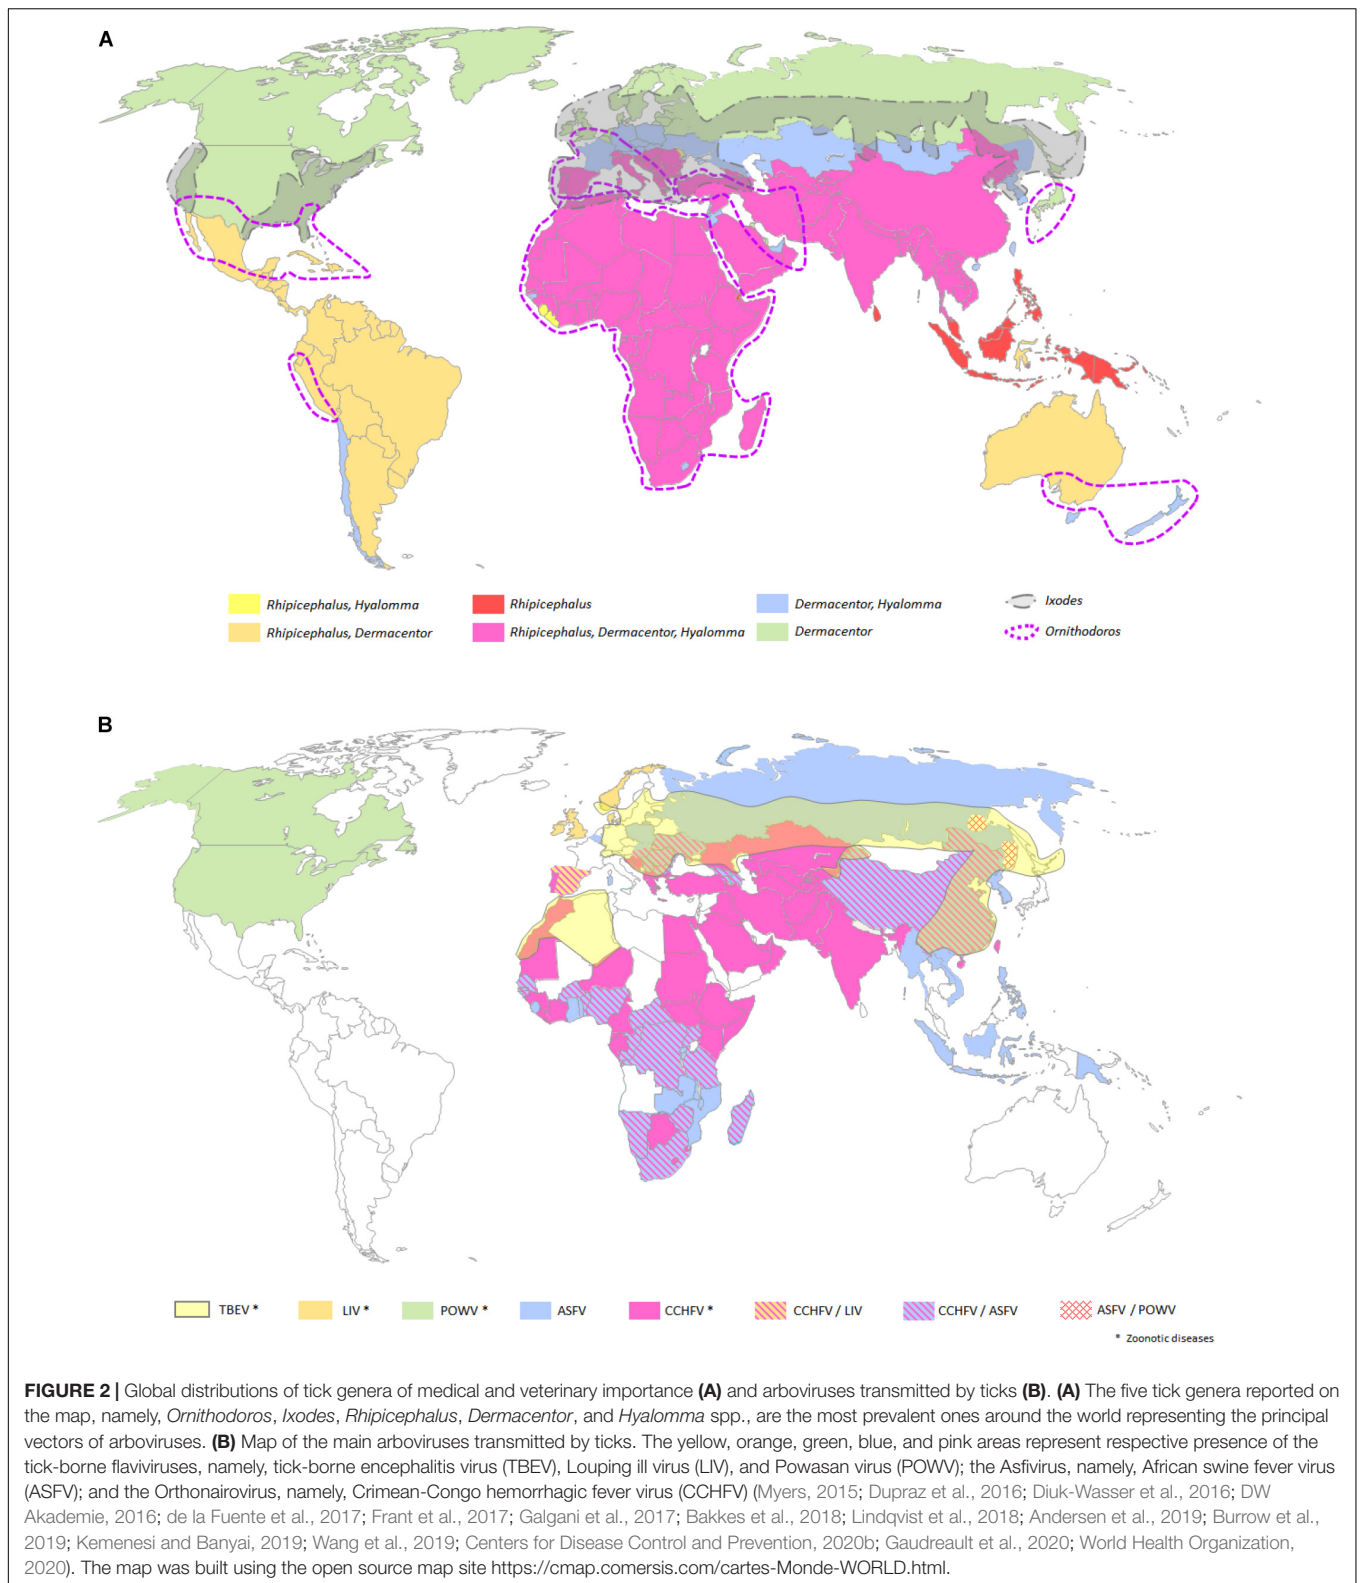 A
Rhipicephalus, Hyalomma
Rhipicephalus
Dermacentor, Hyalomma
Ixodes
Rhipicephalus, Dermacentor
Rhipicephalus, Dermacentor, Hyalomma
Dermacentor
Ornithodoros
B
TBEV *
LIV *
POWV *
ASFV
CCHFV *
CCHFV / LIV
CCHFV / ASFV
ASFV / POWV
* Zoonotic diseases
FIGURE 2 | Global distributions of tick genera of medical and veterinary importance (A) and arboviruses transmitted by ticks (B). (A) The five tick genera reported on
the map, namely, Ornithodoros, Ixodes, Rhipicephalus, Dermacentor, and Hyalomma spp., are the most prevalent ones around the world representing the principal
vectors of arboviruses. (B) Map of the main arboviruses transmitted by ticks. The yellow, orange, green, blue, and pink areas represent respective presence of the
tick-borne flaviviruses, namely, tick-borne encephalitis virus (TBEV), Louping ill virus (LIV), and Powasan virus (POWV); the Asfivirus, namely, African swine fever virus
(ASFV); and the Orthonairovirus, namely, Crimean-Congo hemorrhagic fever virus (CCHFV) (Myers, 2015; Dupraz et al., 2016; Diuk-Wasser et al., 2016; DW
Akademie, 2016; de la Fuente et al., 2017; Frant et al., 2017; Galgani et al., 2017; Bakkes et al., 2018; Lindqvist et al., 2018; Andersen et al., 2019; Burrow et al.,
2019; Kemenesi and Banyai, 2019; Wang et al., 2019; Centers for Disease Control and Prevention, 2020b; Gaudreault et al., 2020; World Health Organization,
2020). The map was built using the open source map site https://cmap.comersis.com/cartes-Monde-WORLD.html.